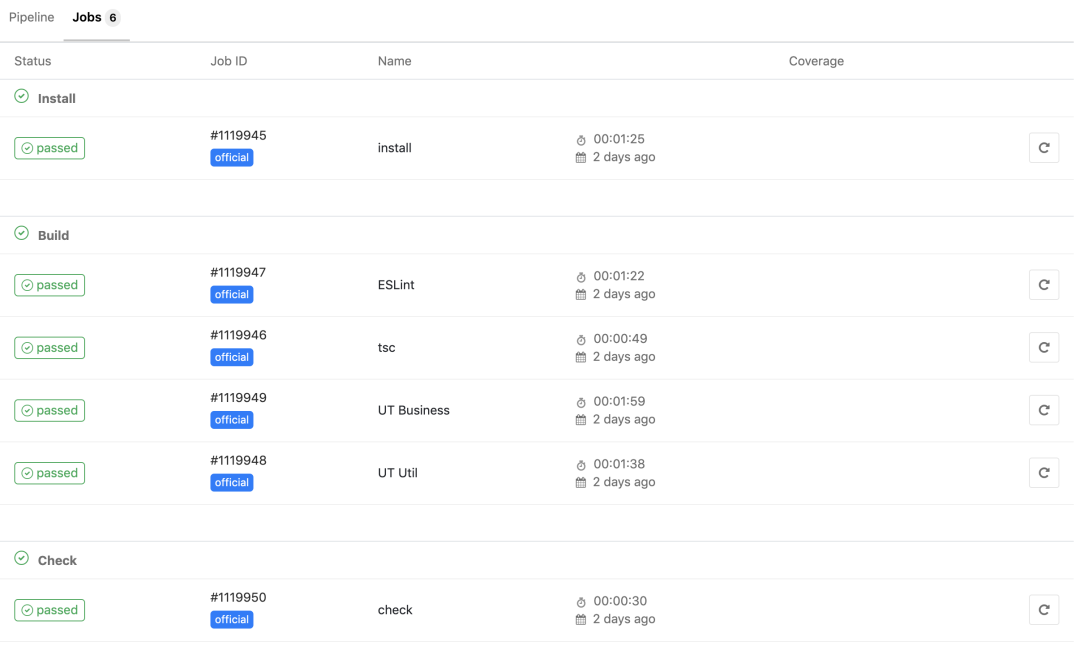 Pipeline Jobs 6
Status Job ID Name Coverage
Install
passed #1119945 official install 00:01:25 2 days ago
Build
passed #1119947 official ESLint 00:01:22 2 days ago
passed #1119946 official tsc 00:00:49 2 days ago
passed #1119949 official UT Business 00:01:59 2 days ago
passed #1119948 official UT Util 00:01:38 2 days ago
Check
passed #1119950 official check 00:00:30 2 days ago